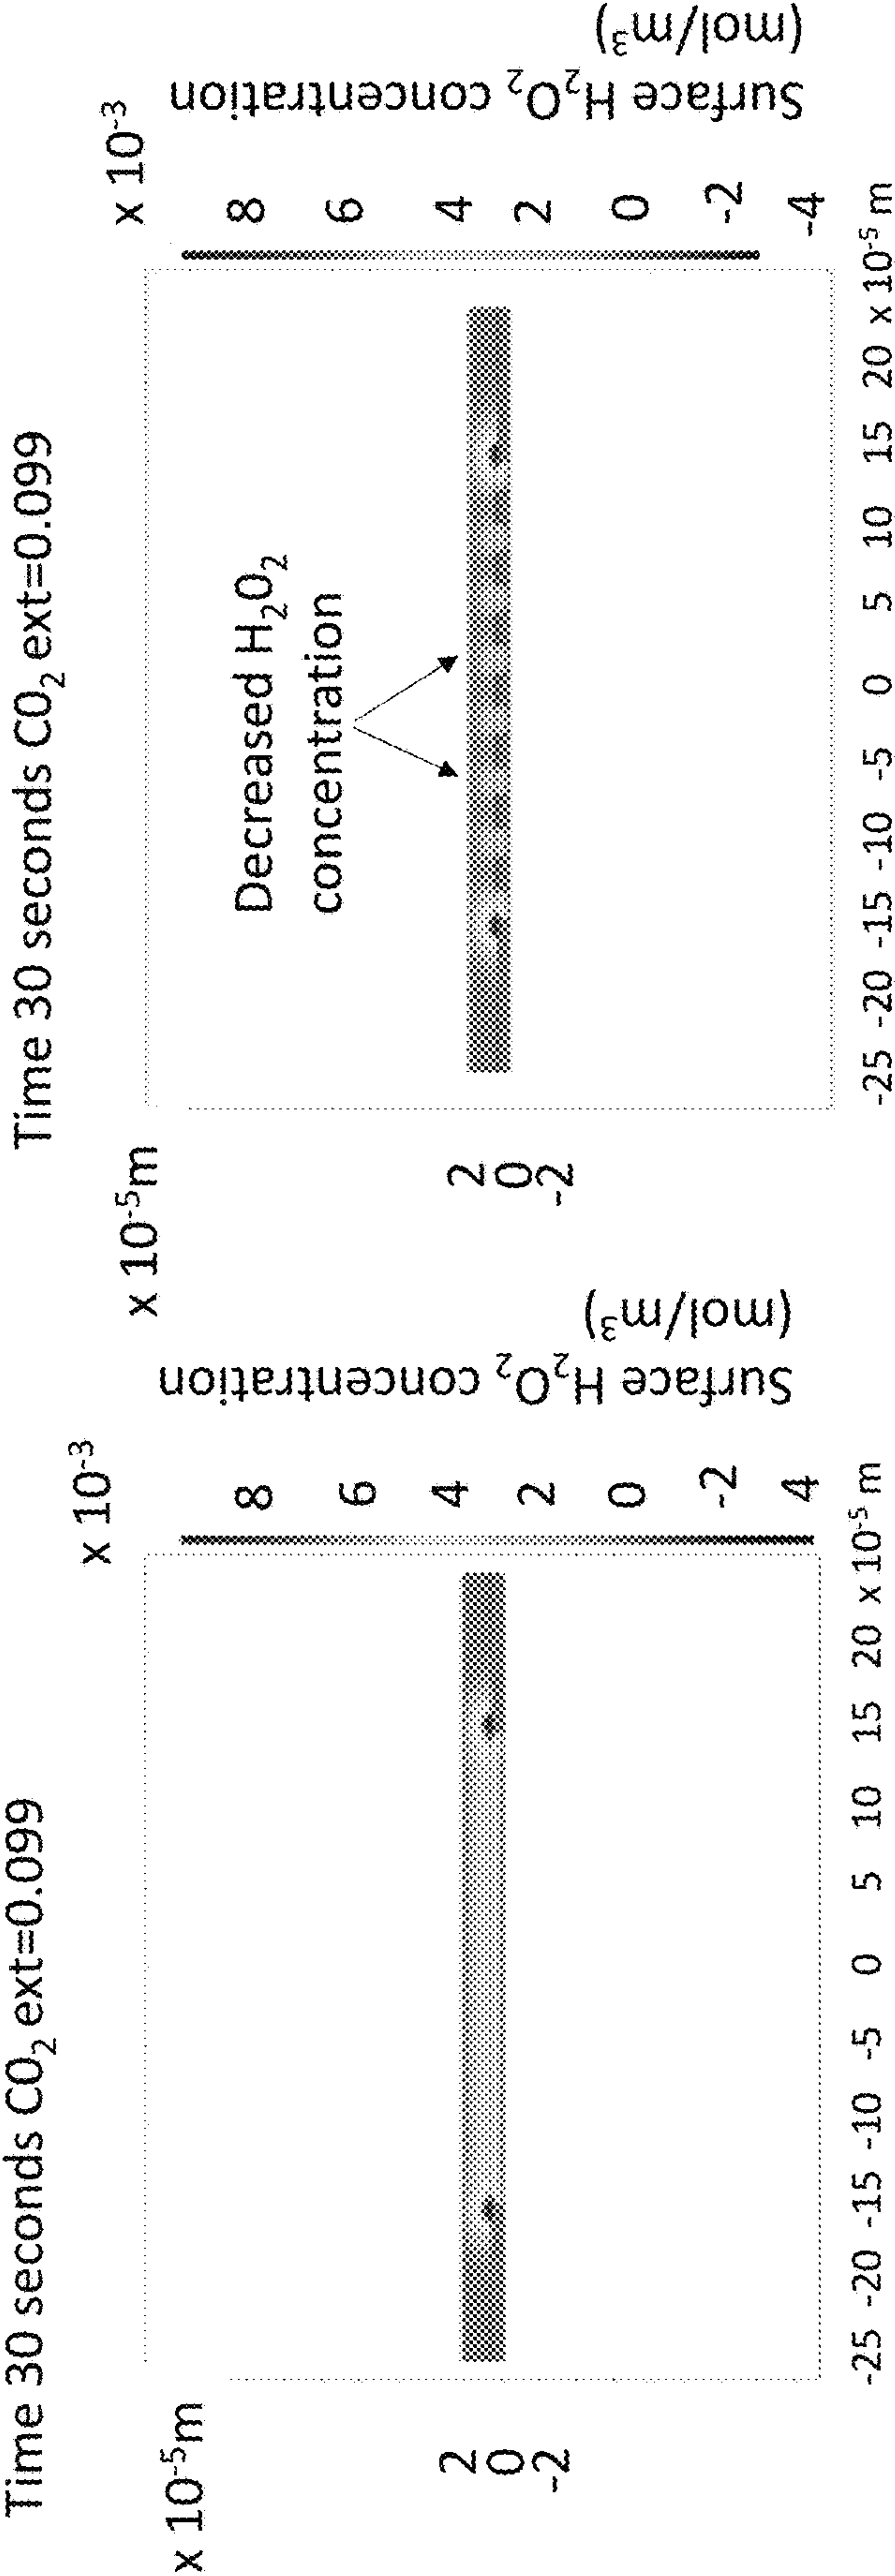 Time 30 seconds CO₂ ext=0.099
x 10⁻⁵m
x 10⁻³
2
0
-2
8
6
4
2
0
-2
4
Surface H₂O₂ concentration
(mol/m³)
-25 -20 -15 -10 -5 0 5 10 15 20 x 10⁻⁵ m
Time 30 seconds CO₂ ext=0.099
x 10⁻⁵m
x 10⁻³
Decreased H₂O₂
concentration
2
0
-2
8
6
4
2
0
-2
-4
Surface H₂O₂ concentration
(mol/m³)
-25 -20 -15 -10 -5 0 5 10 15 20 x 10⁻⁵ m